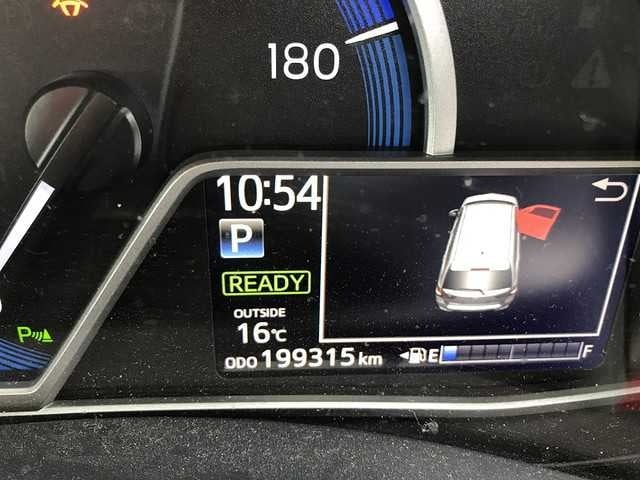 180
10:54
P
READY
OUTSIDE
16℃
ODO 199315 km
E F
P